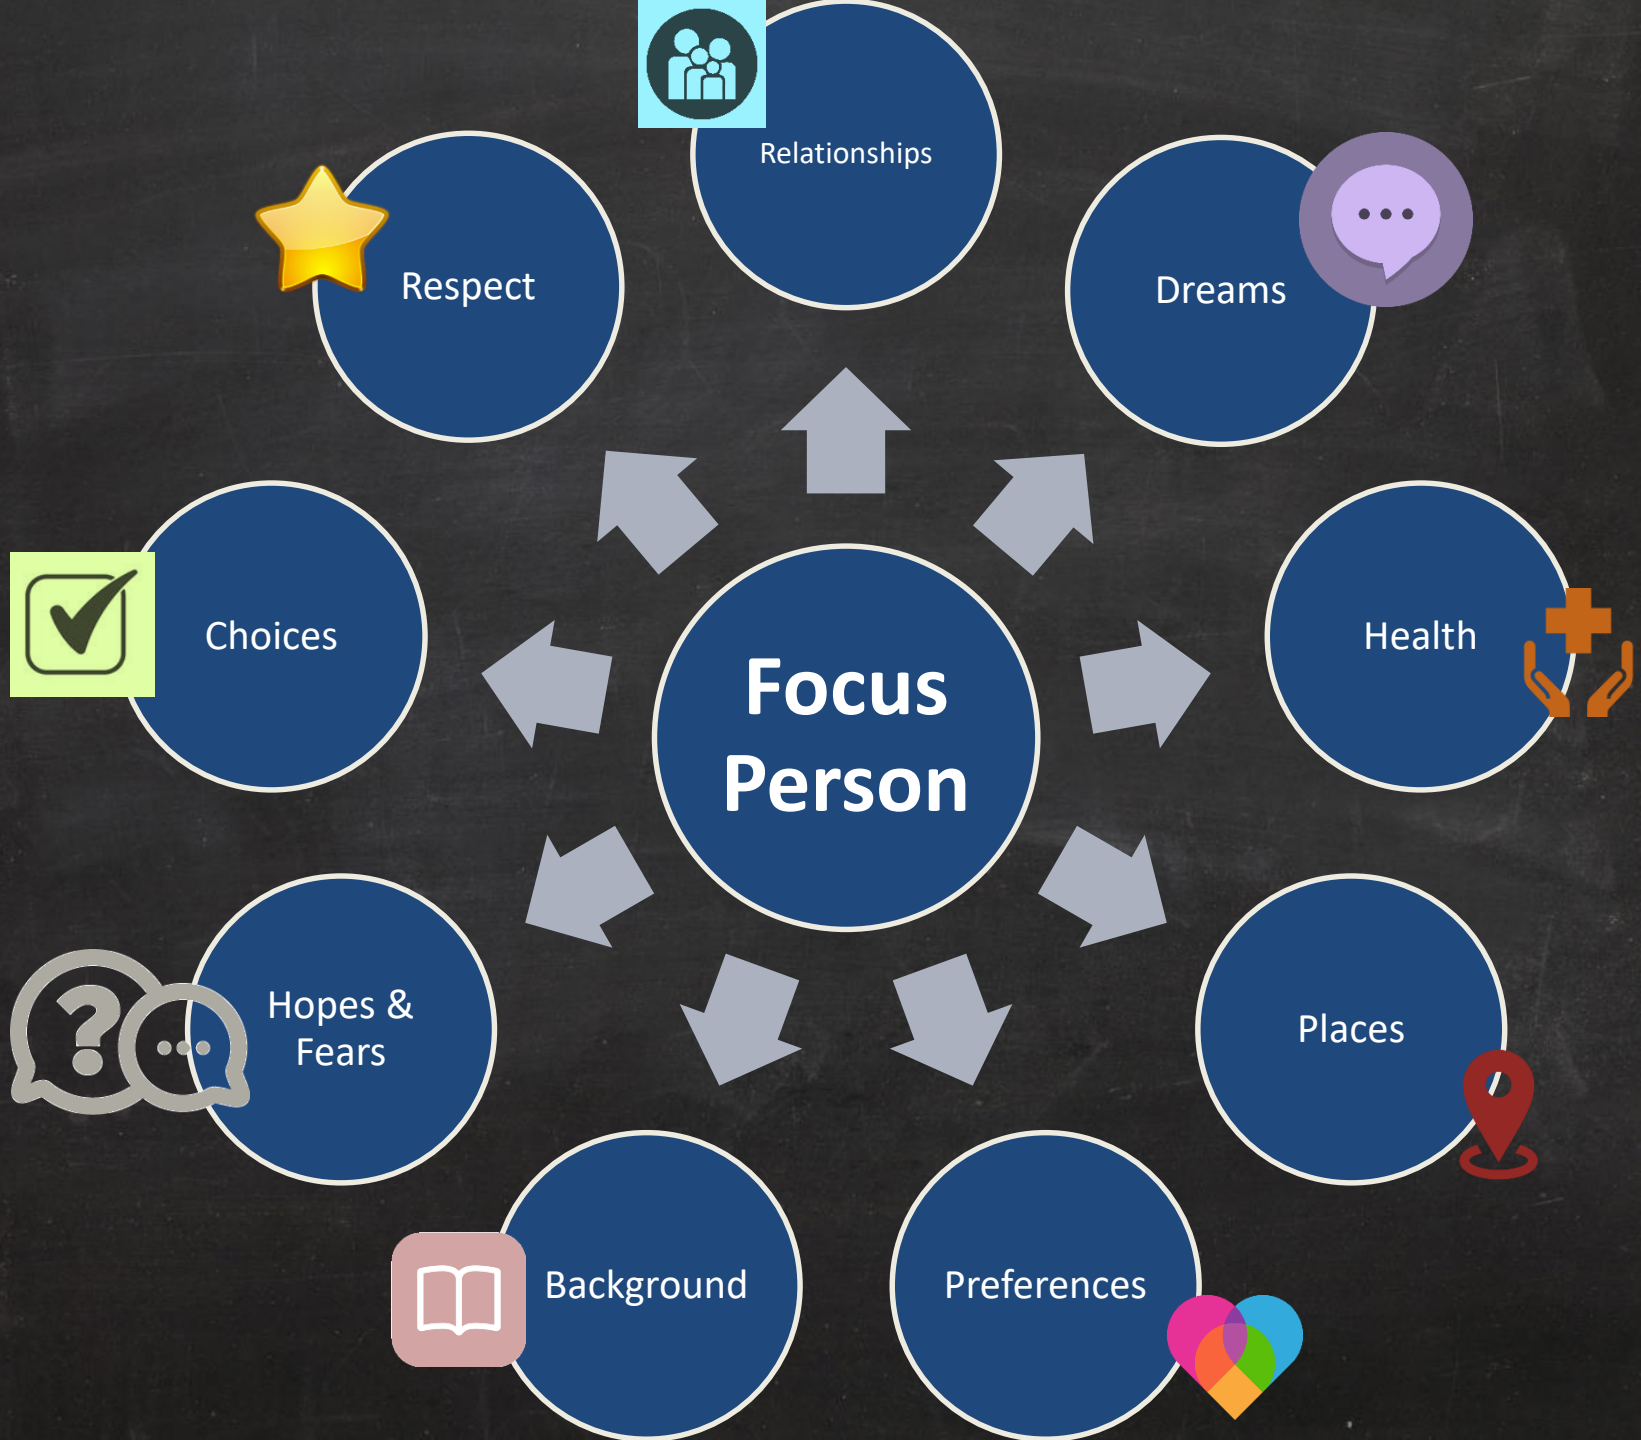 Relationships
Respect
Dreams
Choices
Health
Focus
Person
Hopes &
Fears
Places
Background
Preferences